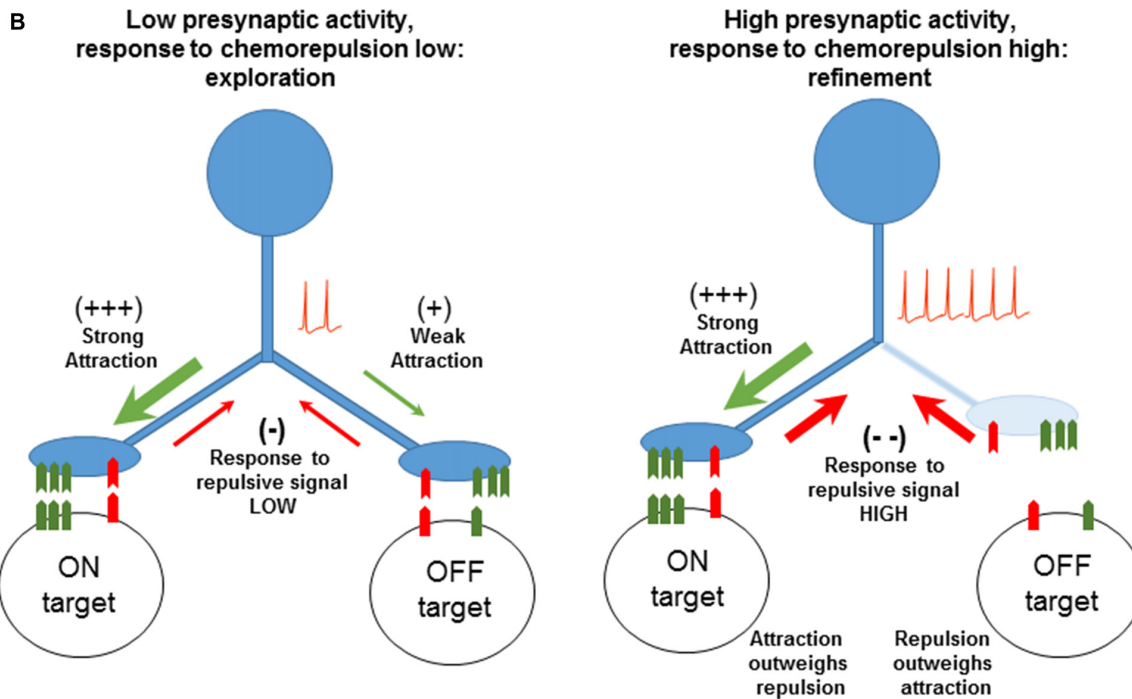 B
Low presynaptic activity,
response to chemorepulsion low:
exploration
(+++)
Strong
Attraction
(+)
Weak
Attraction
(-)
Response to
repulsive signal
LOW
ON
target
OFF
target
High presynaptic activity,
response to chemorepulsion high:
refinement
(+++)
Strong
Attraction
(- -)
Response to
repulsive signal
HIGH
ON
target
OFF
target
Attraction
outweighs
repulsion
Repulsion
outweighs
attraction